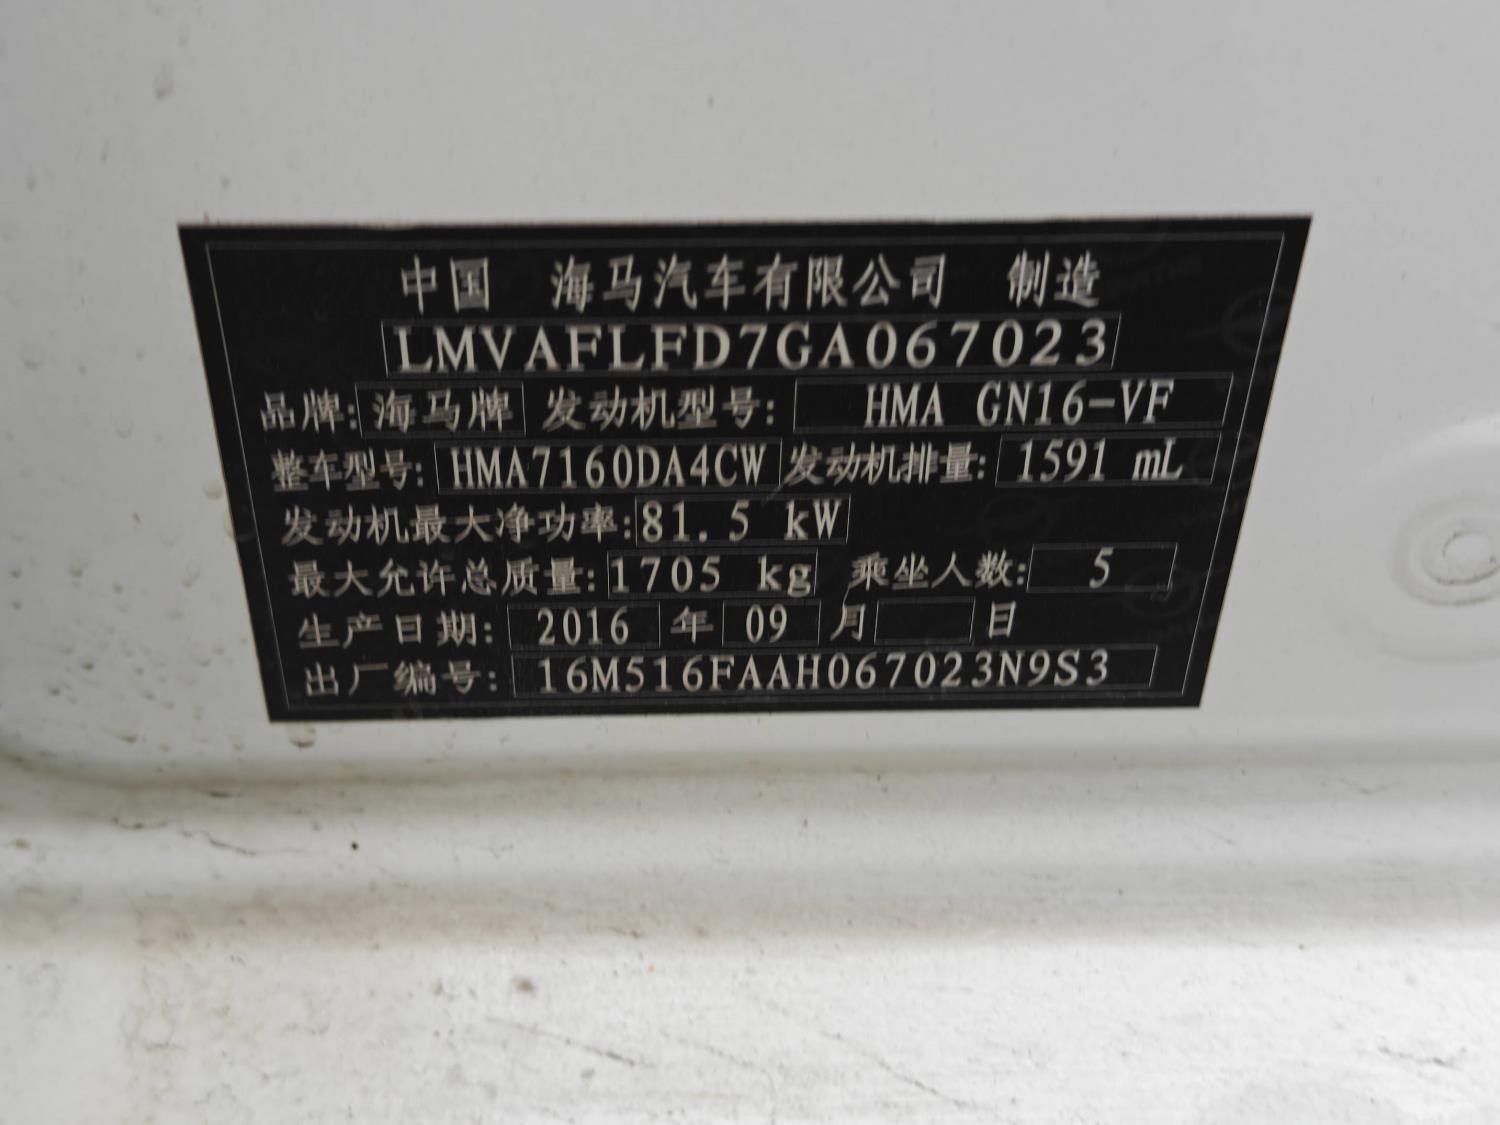 中国 海马汽车有限公司 制造
LMVAFLFD7GA067023
品牌: 海马牌 发动机型号: HMA GN16-VF
整车型号: HMA7160DA4CW 发动机排量: 1591 mL
发动机最大净功率: 81.5 kW
最大允许总质量: 1705 kg 乘坐人数: 5
生产日期: 2016 年 09 月 日
出厂编号: 16M516FAAH067023N9S3